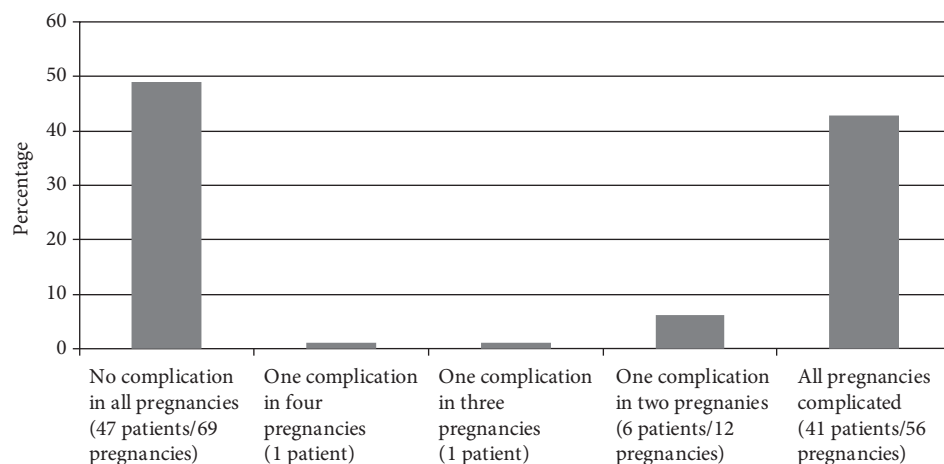 60
50
40
30
20
10
0
Percentage
No complication
in all pregnancies
(47 patients/69
pregnancies)
One complication
in four
pregnancies
(1 patient)
One complication
in three
pregnancies
(1 patient)
One complication
in two pregnanies
(6 patients/12
pregnancies)
All pregnancies
complicated
(41 patients/56
pregnancies)